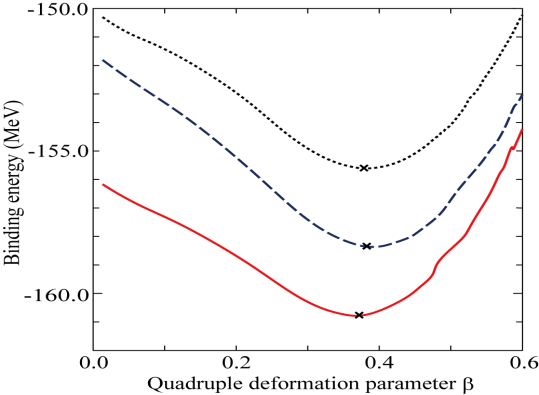 -150.0
-155.0
-160.0
Binding energy (MeV)
0.0 0.2 0.4 0.6
Quadruple deformation parameter β